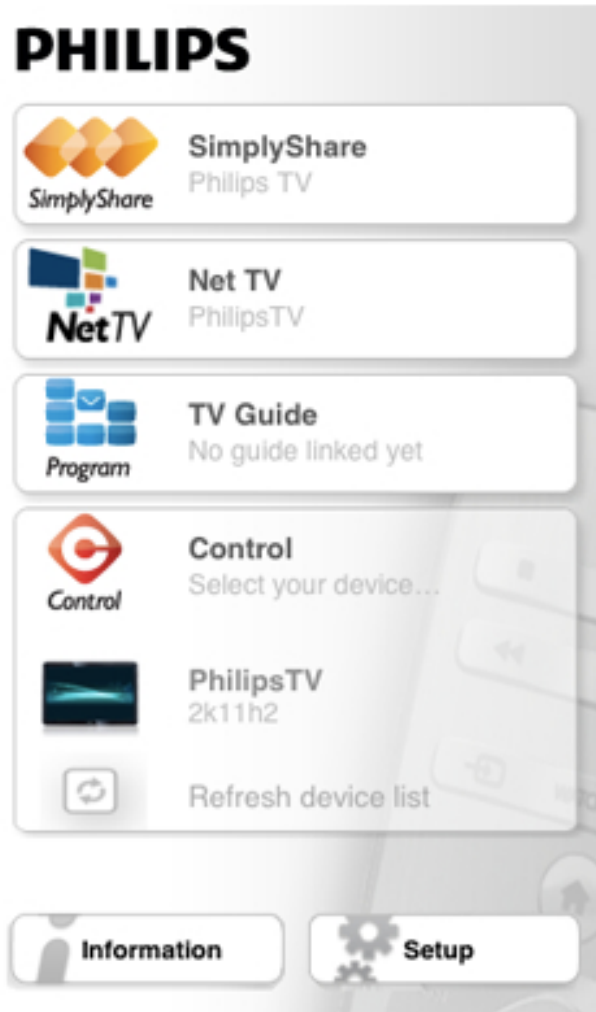 PHILIPS
SimplyShare
Philips TV
SimplyShare
Net TV
PhilipsTV
NetTV
TV Guide
No guide linked yet
Program
Control
Select your device...
Control
PhilipsTV
2k11h2
Refresh device list
Information
Setup